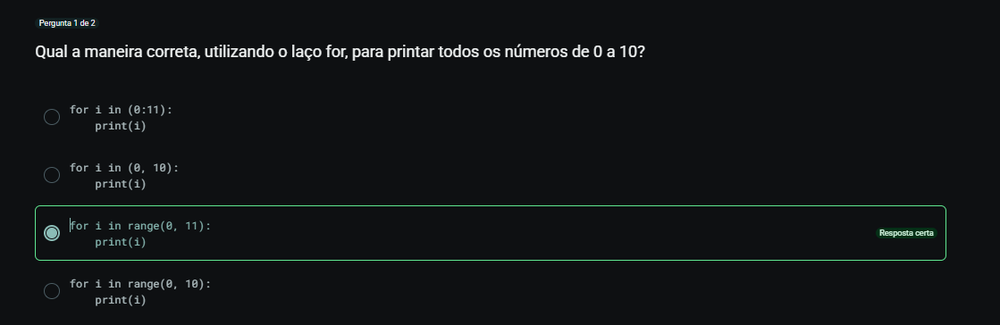 Pergunta 1 de 2
Qual a maneira correta, utilizando o laço for, para printar todos os números de 0 a 10?
for i in (0:11):
    print(i)
for i in (0, 10):
    print(i)
for i in range(0, 11):
    print(i)
Resposta certa
for i in range(0, 10):
    print(i)